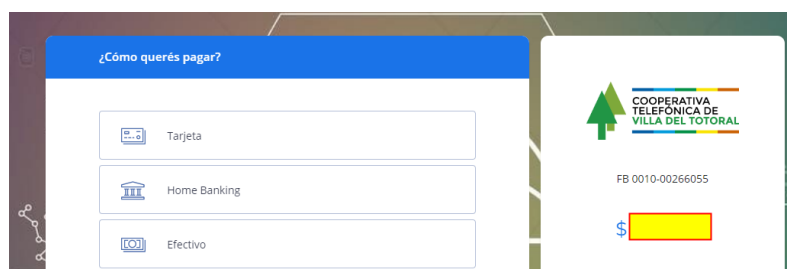 ¿Cómo querés pagar?
Tarjeta
Home Banking
Efectivo
COOPERATIVA
TELEFÓNICA DE
VILLA DEL TOTORAL
FB 0010-00266055
$